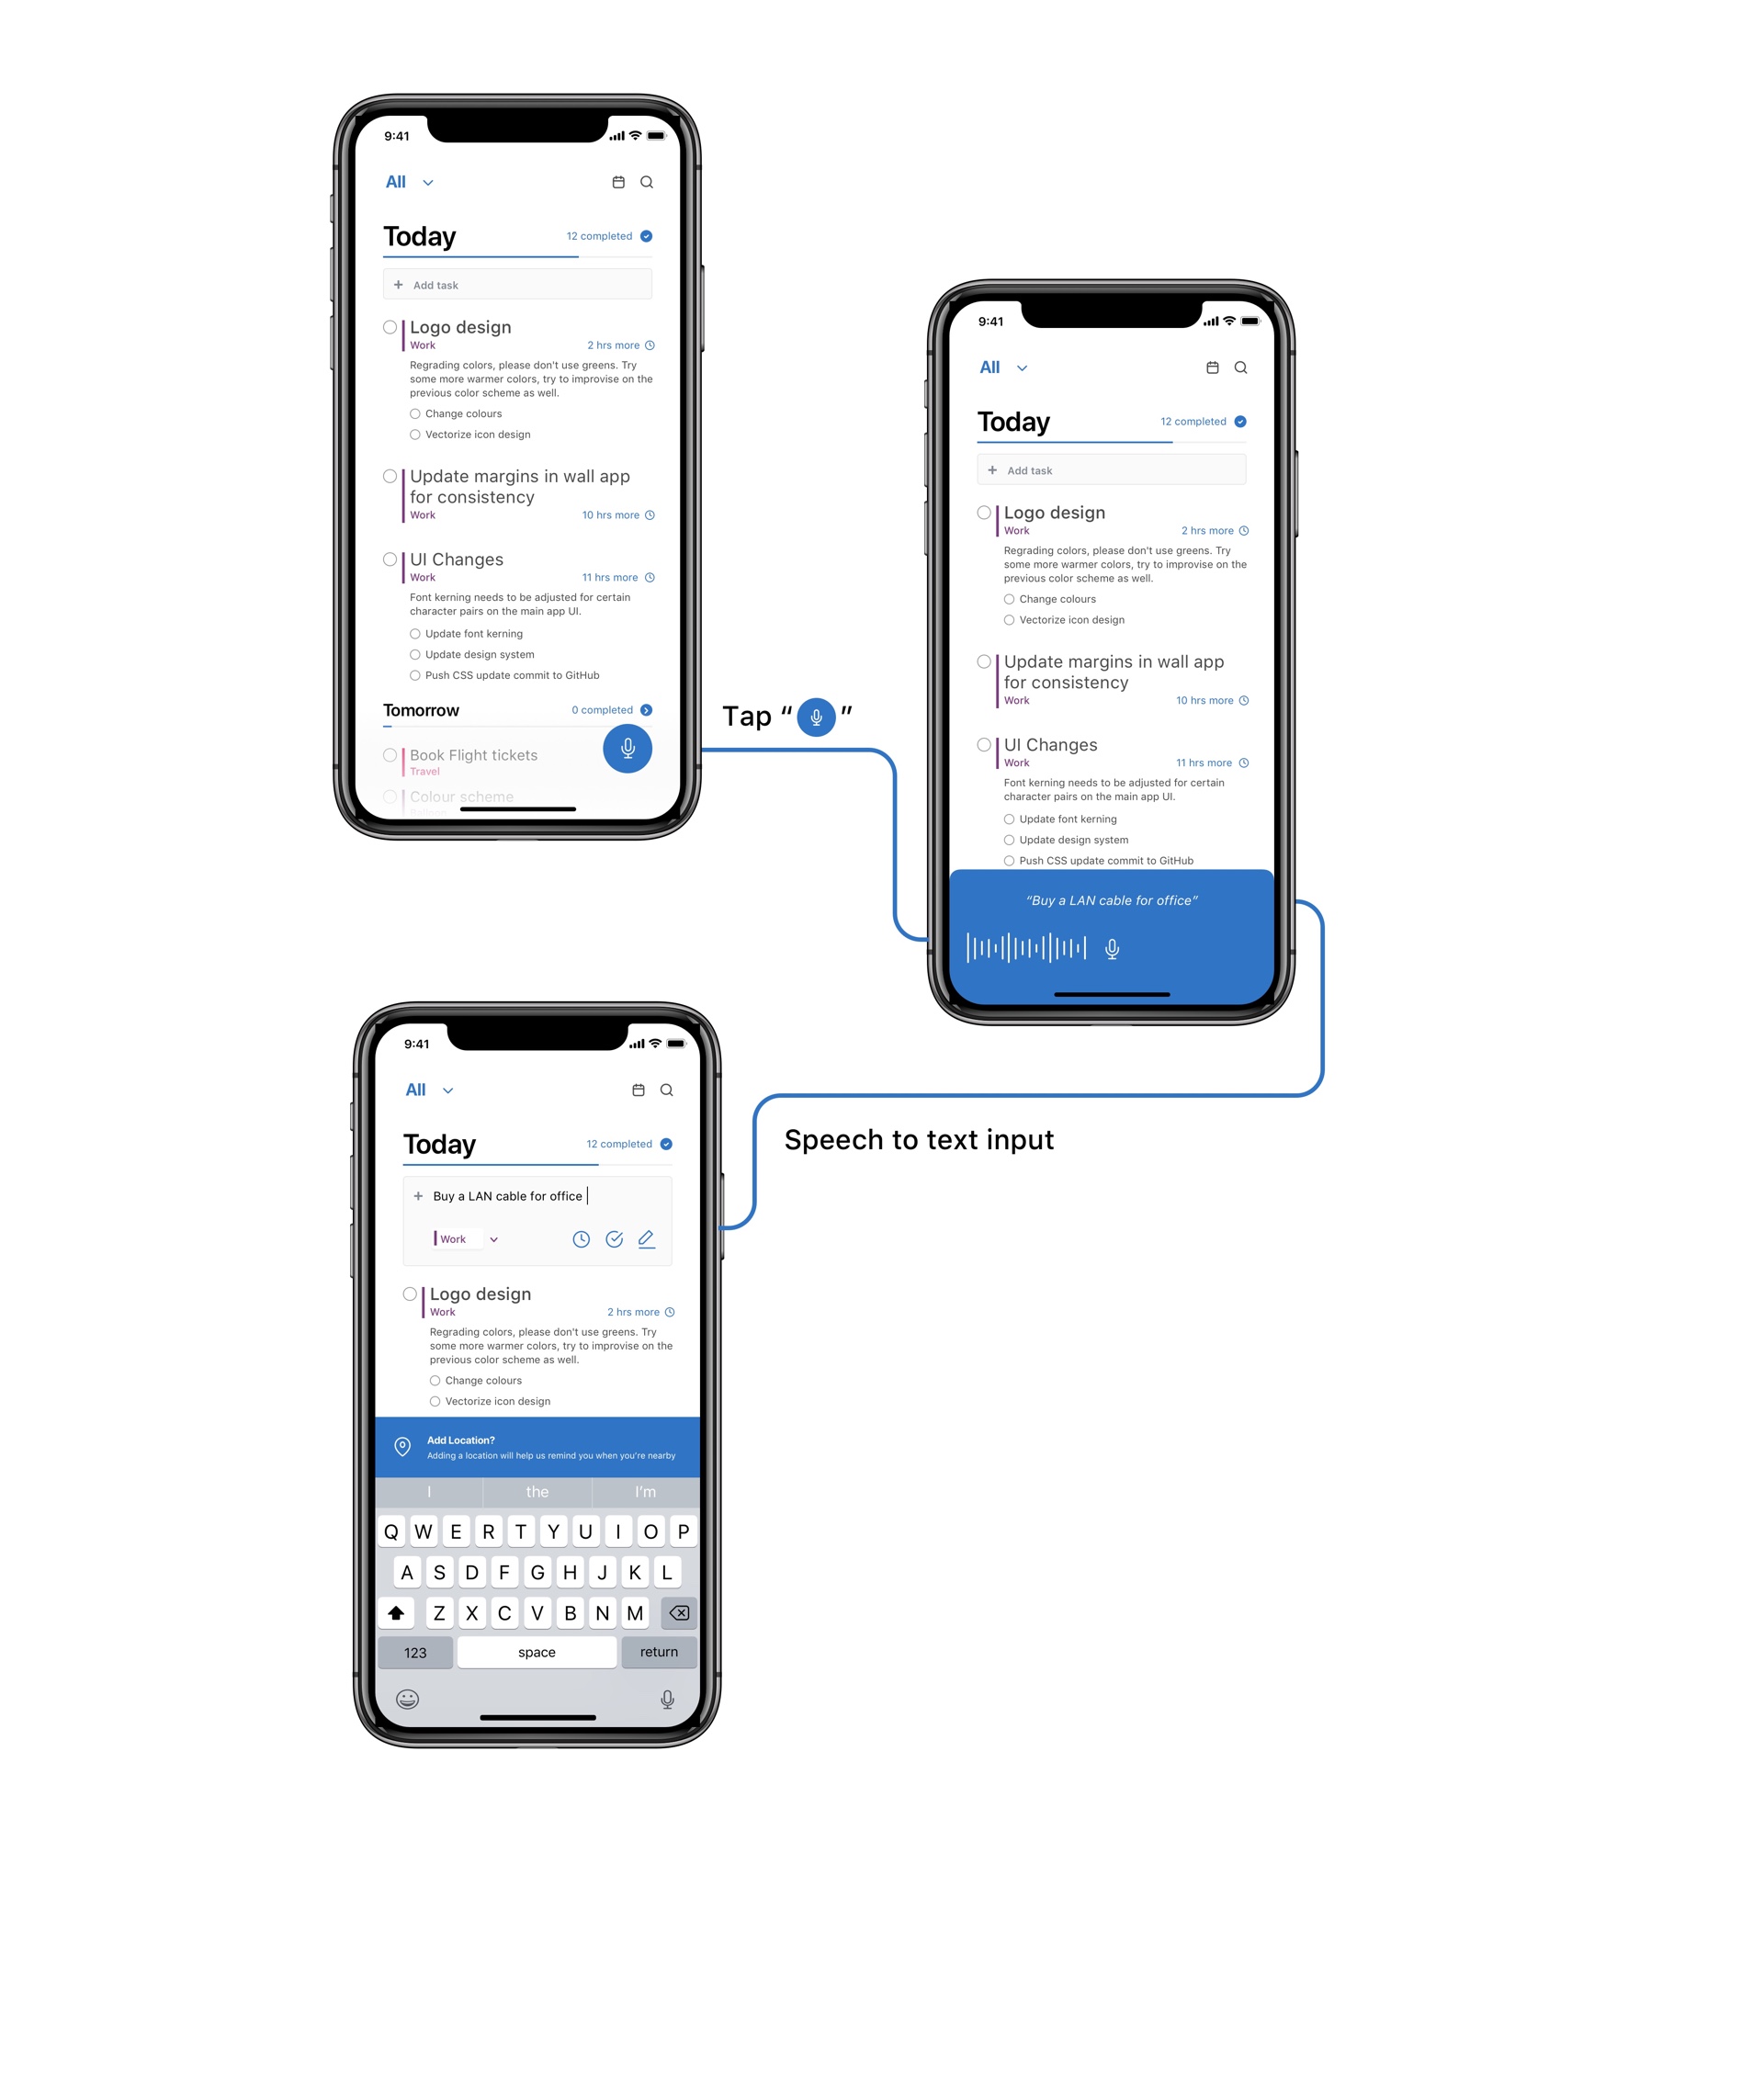 9:41
All
Today
12 completed
+ Add task
Logo design
Work
2 hrs more
Regrading colors, please don't use greens. Try
some more warmer colors, try to improvise on the
previous color scheme as well.
Change colours
Vectorize icon design
Update margins in wall app
for consistency
Work
10 hrs more
UI Changes
Work
11 hrs more
Font kerning needs to be adjusted for certain
character pairs on the main app UI.
Update font kerning
Update design system
Push CSS update commit to GitHub
Tomorrow
0 completed
Book Flight tickets
Travel
Colour scheme
Tap “ ”
9:41
All
Today
12 completed
+ Add task
Logo design
Work
2 hrs more
Regrading colors, please don't use greens. Try
some more warmer colors, try to improvise on the
previous color scheme as well.
Change colours
Vectorize icon design
Update margins in wall app
for consistency
Work
10 hrs more
UI Changes
Work
11 hrs more
Font kerning needs to be adjusted for certain
character pairs on the main app UI.
Update font kerning
Update design system
Push CSS update commit to GitHub
“Buy a LAN cable for office”
Speech to text input
9:41
All
Today
12 completed
+ Buy a LAN cable for office
Work
Logo design
Work
2 hrs more
Regrading colors, please don't use greens. Try
some more warmer colors, try to improvise on the
previous color scheme as well.
Change colours
Vectorize icon design
Add Location?
Adding a location will help us remind you when you're nearby
I the I'm
Q W E R T Y U I O P
A S D F G H J K L
Z X C V B N M
123 space return